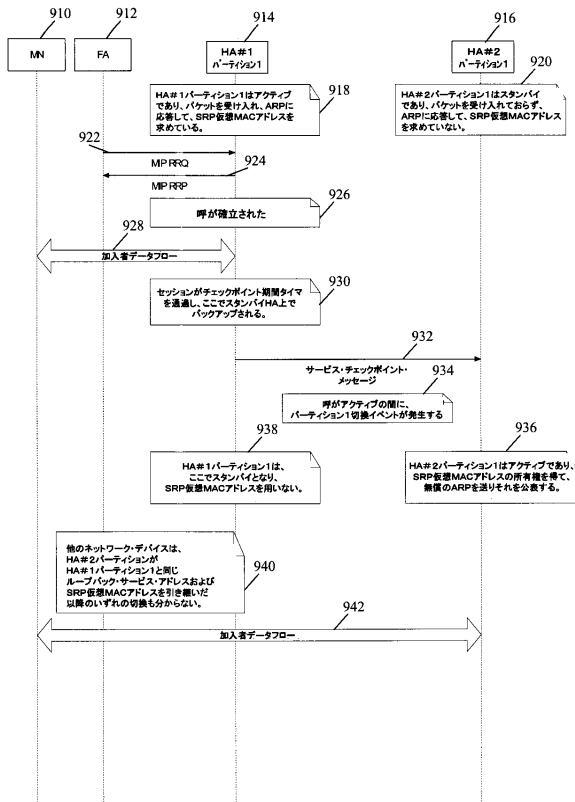 910
912
914
916
MN
FA
HA#1
パーティション1
HA#2
パーティション1
918
920
HA#1パーティション1はアクティブ
であり、パケットを受け入れ、ARPに
応答して、SRP仮想MACアドレスを
求めている。
HA#2パーティション1はスタンバイ
であり、パケットを受け入れておらず、
ARPに応答して、SRP仮想MACアドレス
を求めていない。
922
MIP RRQ
924
MIP RRP
926
呼が確立された
928
加入者データフロー
930
セッションがチェックポイント期間タイマ
を通過し、ここでスタンバイHA上で
バックアップされる。
932
サービス・チェックポイント・
メッセージ
934
呼がアクティブの間に、
パーティション1切換イベントが発生する
938
936
HA#1パーティション1は、
ここでスタンバイとなり、
SRP仮想MACアドレスを用いない。
HA#2パーティション1はアクティブであり、
SRP仮想MACアドレスの所有権を得て、
無償のARPを送りそれを公表する。
940
他のネットワーク・デバイスは、
HA#2パーティションが
HA#1パーティション1と同じ
ループバック・サービス・アドレスおよび
SRP仮想MACアドレスを引き継いだ
以降のいずれの切換も分からない。
942
加入者データフロー